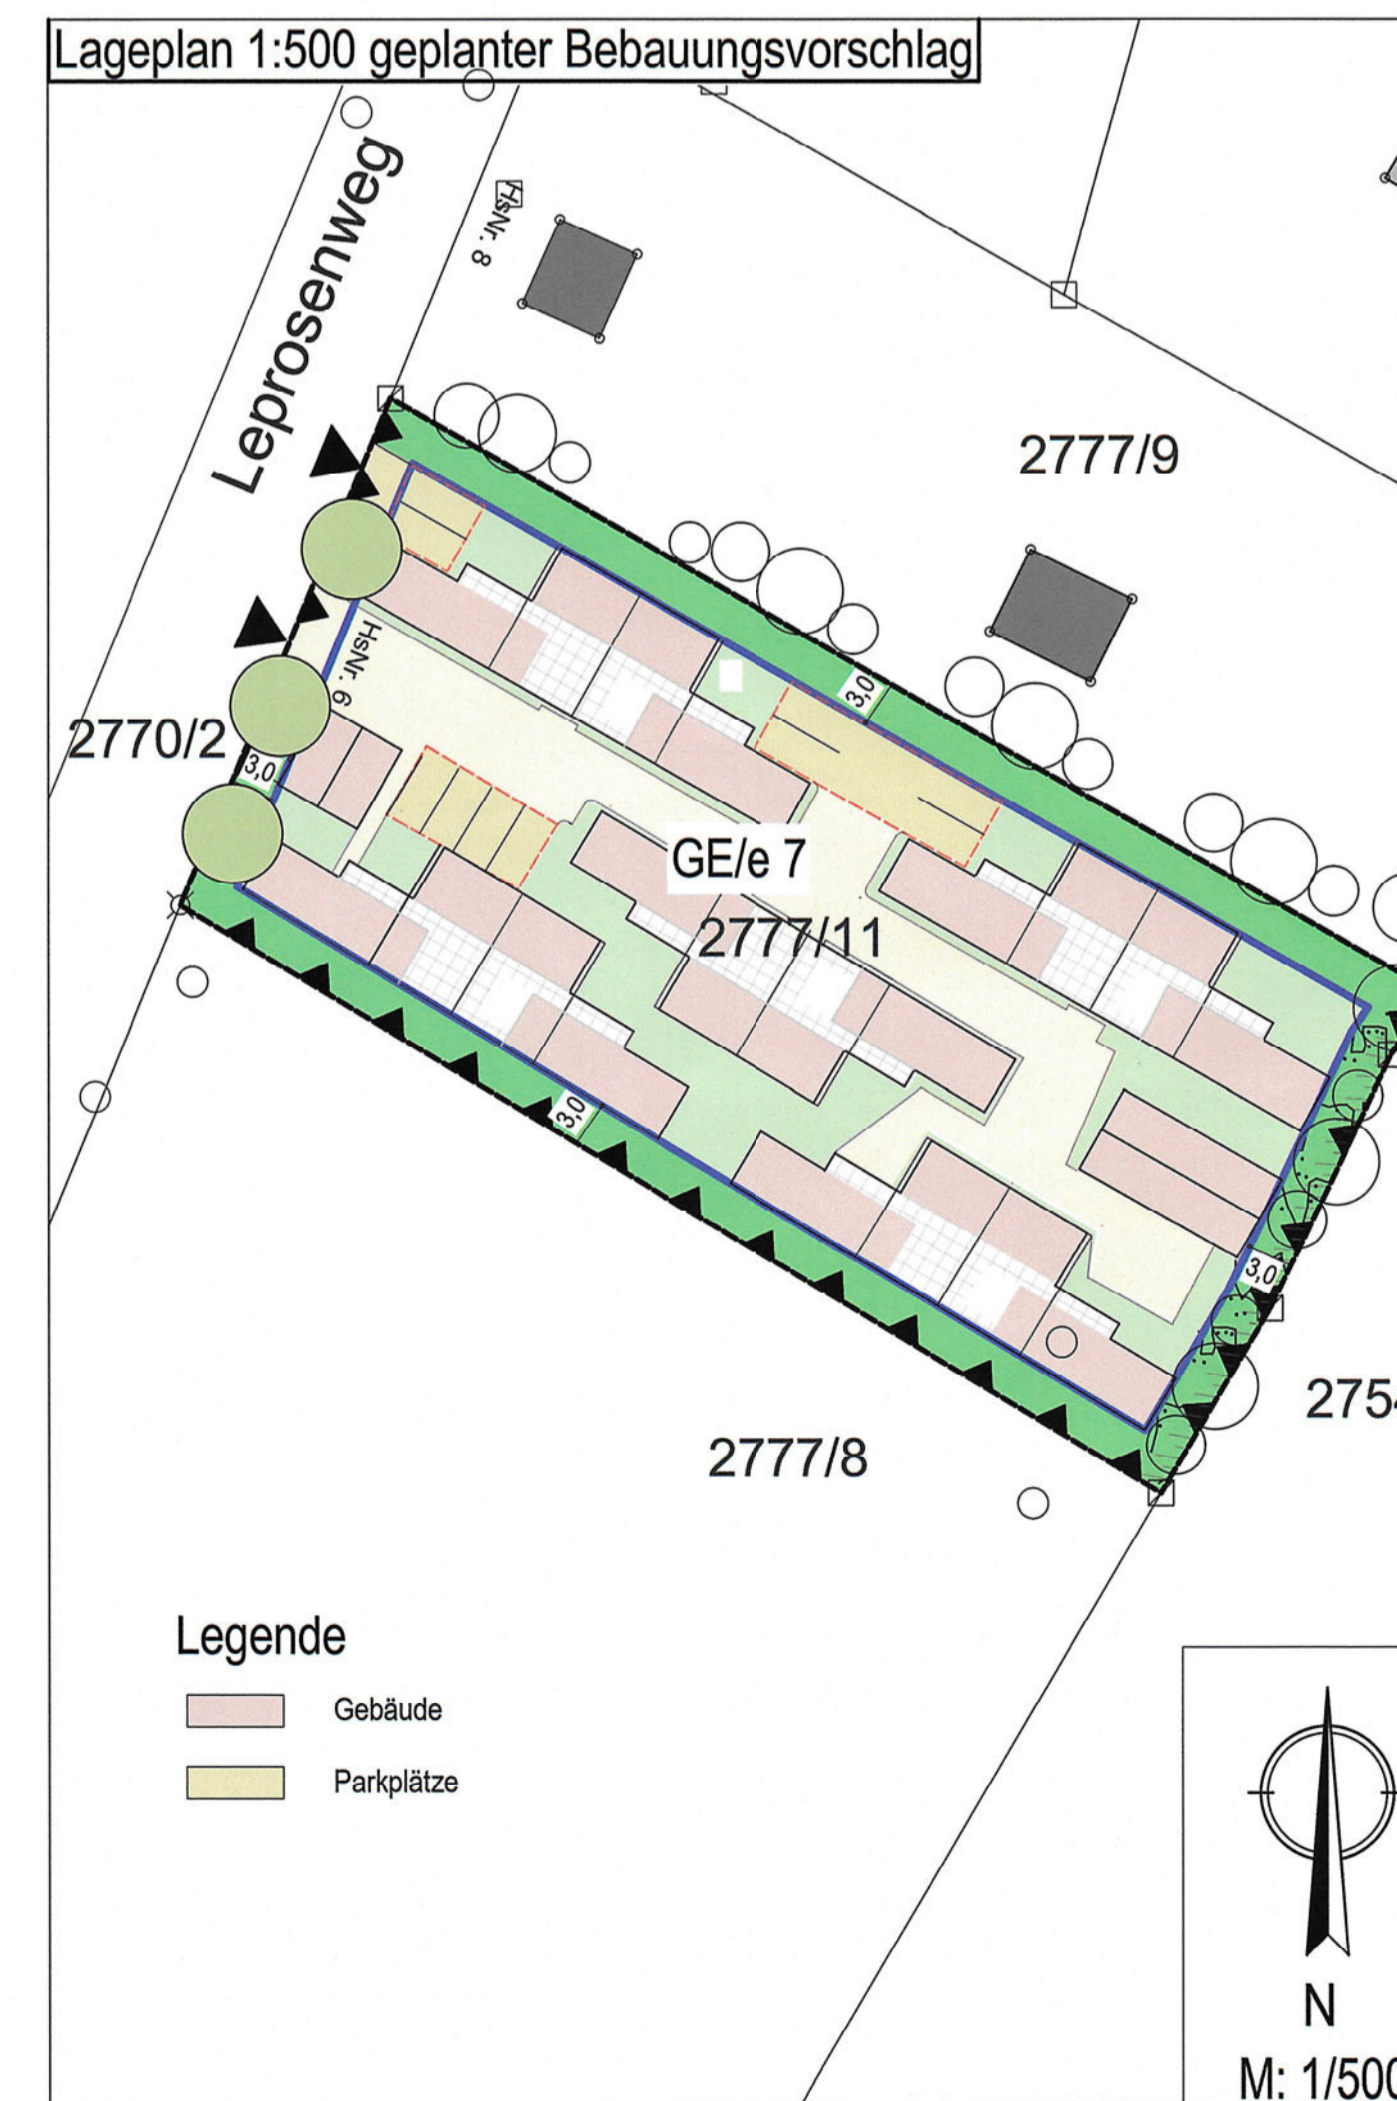 Lageplan 1:500 geplanter Bebauungsvorschlag
Leprosenweg
HsNr. 8
2777/9
HsNr. 6
3,0
2770/2
3,0
GE/e 7
2777/11
3,0
3,0
2754
2777/8
Legende
Gebäude
Parkplätze
N
M: 1/500